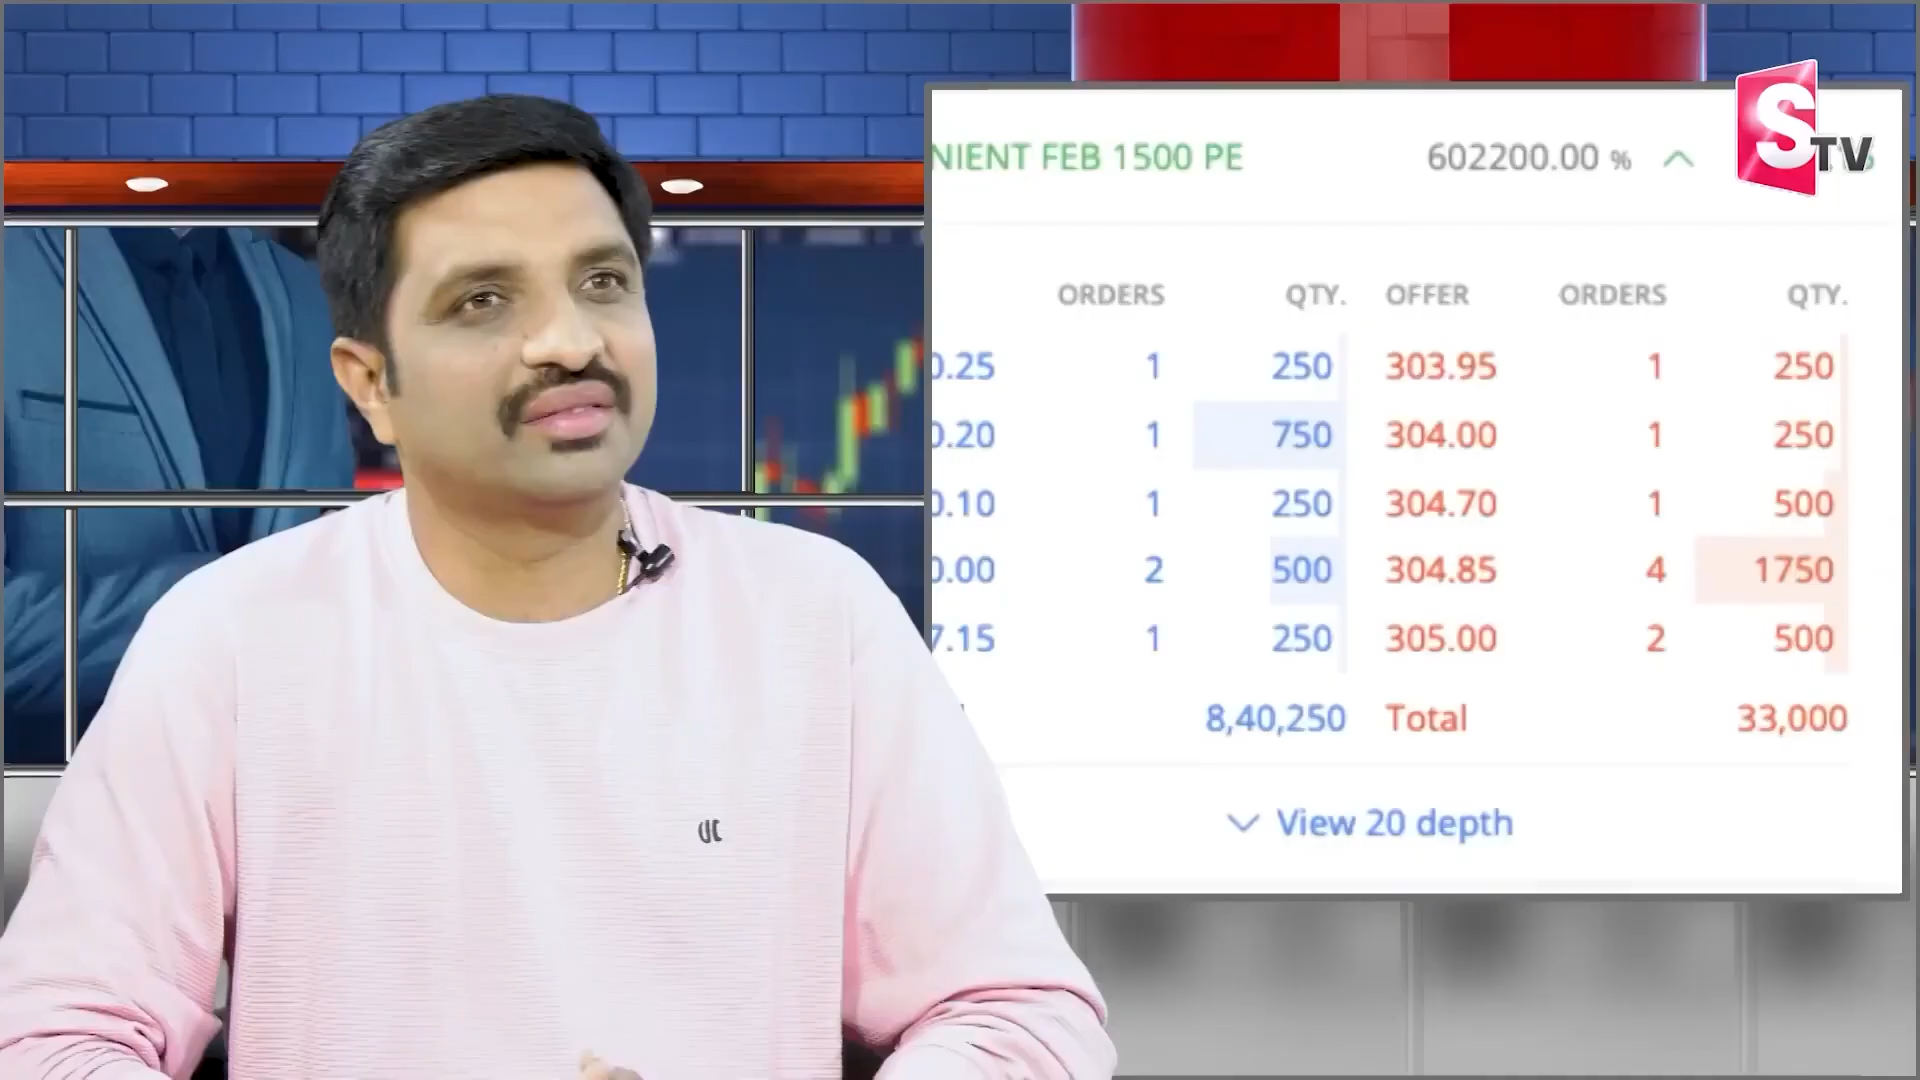 NIENT FEB 1500 PE 602200.00 %
S TV
ORDERS QTY. OFFER ORDERS QTY.
0.25 1 250 303.95 1 250
0.20 1 750 304.00 1 250
0.10 1 250 304.70 1 500
0.00 2 500 304.85 4 1750
7.15 1 250 305.00 2 500
8,40,250 Total 33,000
View 20 depth